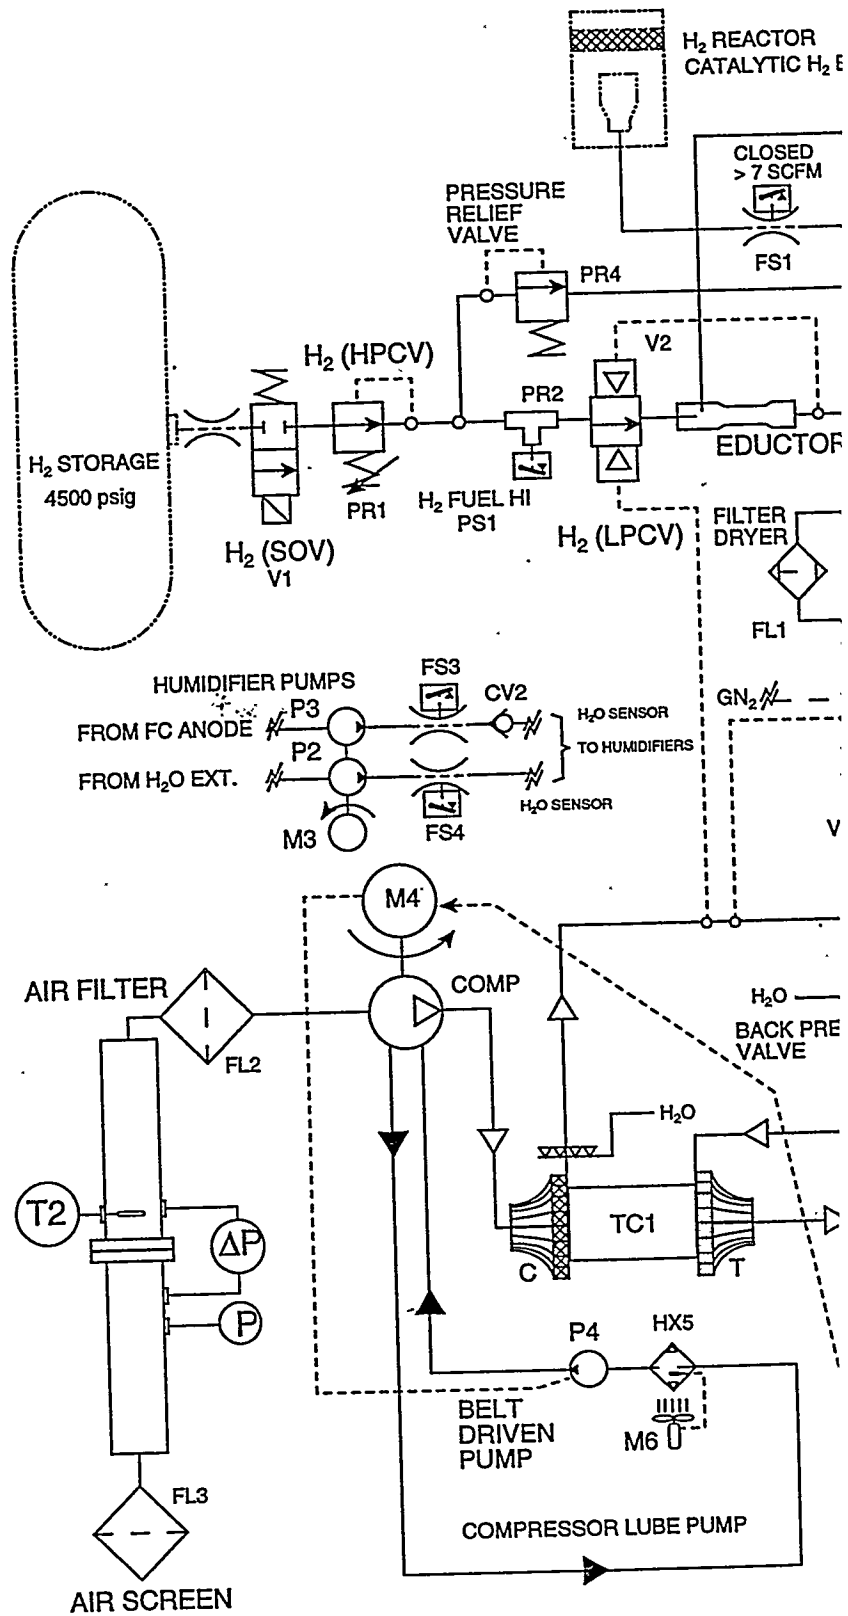 H₂ REACTOR
CATALYTIC H₂
CLOSED
> 7 SCFM
FS1
PRESSURE
RELIEF
VALVE
PR4
H₂ (HPCV)
V2
PR2
EDUCTOR
H₂ STORAGE
4500 psig
PR1
H₂ FUEL HI
PS1
H₂ (LPCV)
H₂ (SOV)
V1
FILTER
DRYER
FL1
HUMIDIFIER PUMPS
FS3
CV2
GN₂
P3
FROM FC ANODE
H₂O SENSOR
TO HUMIDIFIERS
P2
FROM H₂O EXT.
H₂O SENSOR
M3
FS4
V
M4
AIR FILTER
COMP
H₂O
BACK PRE
VALVE
FL2
H₂O
T2
ΔP
TC1
C
T
P
P4
HX5
BELT
DRIVEN
PUMP
M6
FL3
COMPRESSOR LUBE PUMP
AIR SCREEN